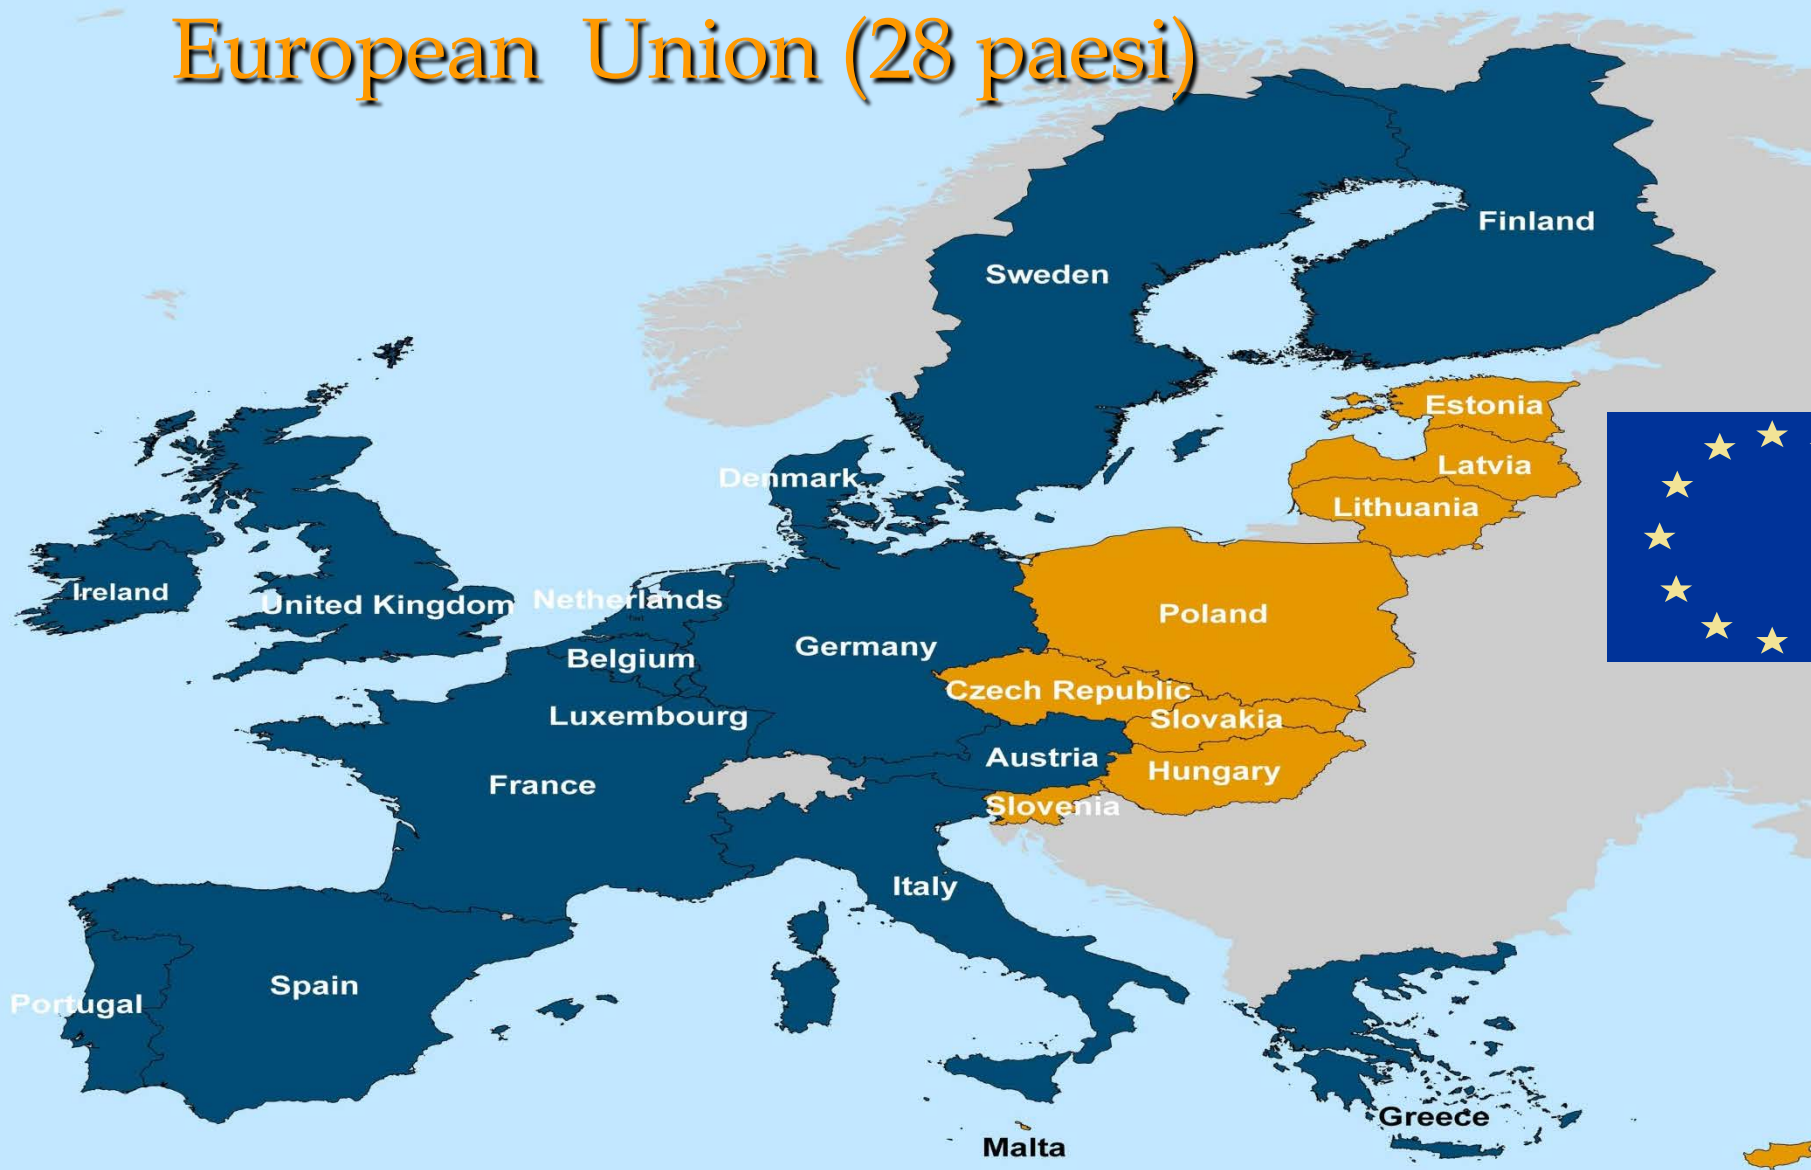 European Union (28 paesi)
Finland
Sweden
Estonia
Latvia
Denmark
Lithuania
Ireland
United Kingdom
Netherlands
Poland
Germany
Belgium
Czech Republic
Luxembourg
Slovakia
Austria
Hungary
France
Slovenia
Italy
Spain
Portugal
Greece
Malta